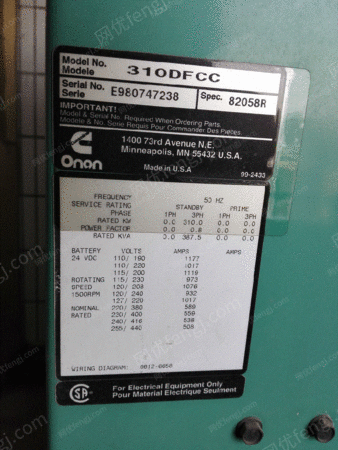 Model No.
Modele
310DFCC
Serial No.
Serie
E980747238
Spec.
82058R
IMPORTANT!
Model & Serial No. Required When Ordering Parts.
Modele & No. Serie Requis Pour Commander Des Pieces
1400 73rd Avenue N.E
Minneapolis, MN 55432 U.S.A.
Onan
Made in U.S.A
99-2433
FREQUENCY 50 HZ
SERVICE RATING STANDBY PRIME
PHASE 1PH 3PH 1PH 3PH
RATED KW 0.0 310.0 0.0 0.0
POWER FACTOR 0.0 0.8 0.0 0.0
RATED KVA 0.0 387.5 0.0 0.0
BATTERY VOLTS AMPS AMPS
24 VDC 110/190 1177
110/200 1017
115/200 1119
ROTATING 115/230 973
SPEED 120/208 1076
1500RPM 120/240 932
127/220 1017
NOMINAL 220/380 589
RATED 220/400 559
240/416 538
255/440 508
WIRING DIAGRAM: 0612-6650
SA
For Electrical Equipment Only
Pour Material Electrique Seulment